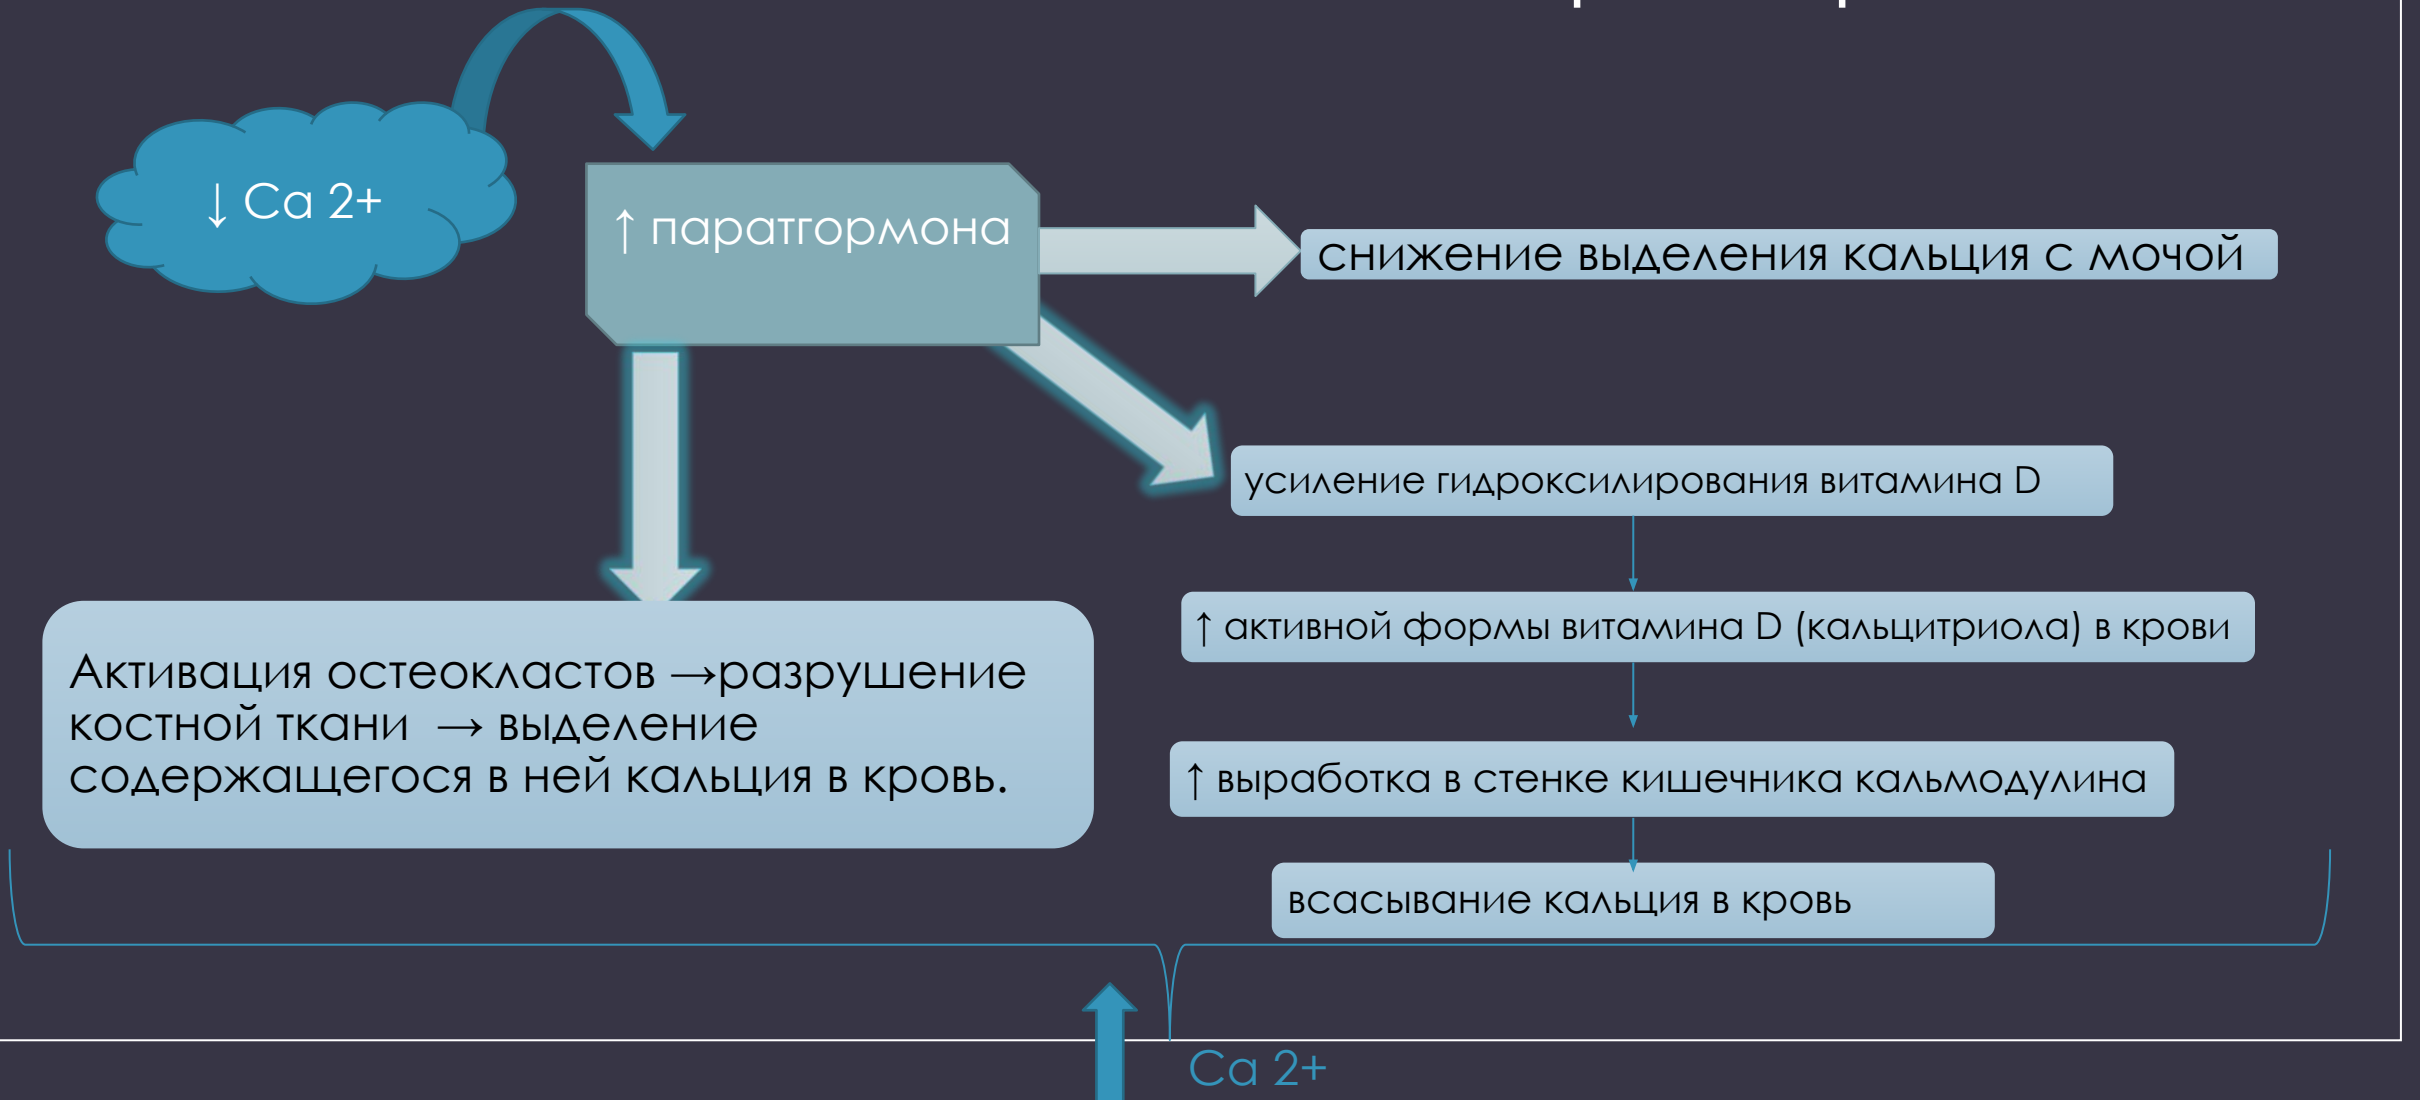 ↓ Ca 2+
↑ паратгормона
снижение выделения кальция с мочой
усиление гидроксилирования витамина D
↑ активной формы витамина D (кальцитриола) в крови
Активация остеокластов →разрушение
костной ткани → выделение
содержащегося в ней кальция в кровь.
↑ выработка в стенке кишечника кальмодулина
всасывание кальция в кровь
Ca 2+